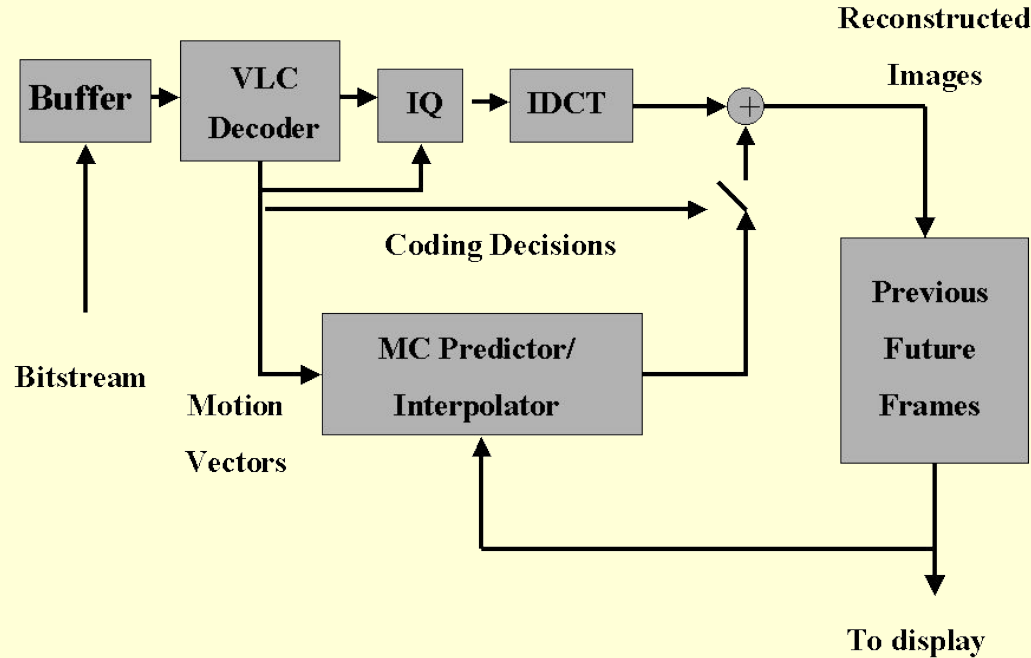 Reconstructed
Images
Buffer
VLC
Decoder
IQ
IDCT
+
Coding Decisions
Previous
Future
Frames
MC Predictor/
Interpolator
Bitstream
Motion
Vectors
To display